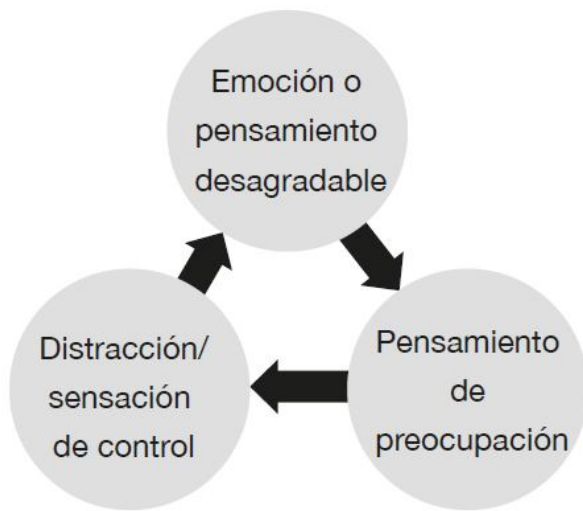 Emoción o
pensamiento
desagradable
Pensamiento
de
preocupación
Distracción/
sensación
de control